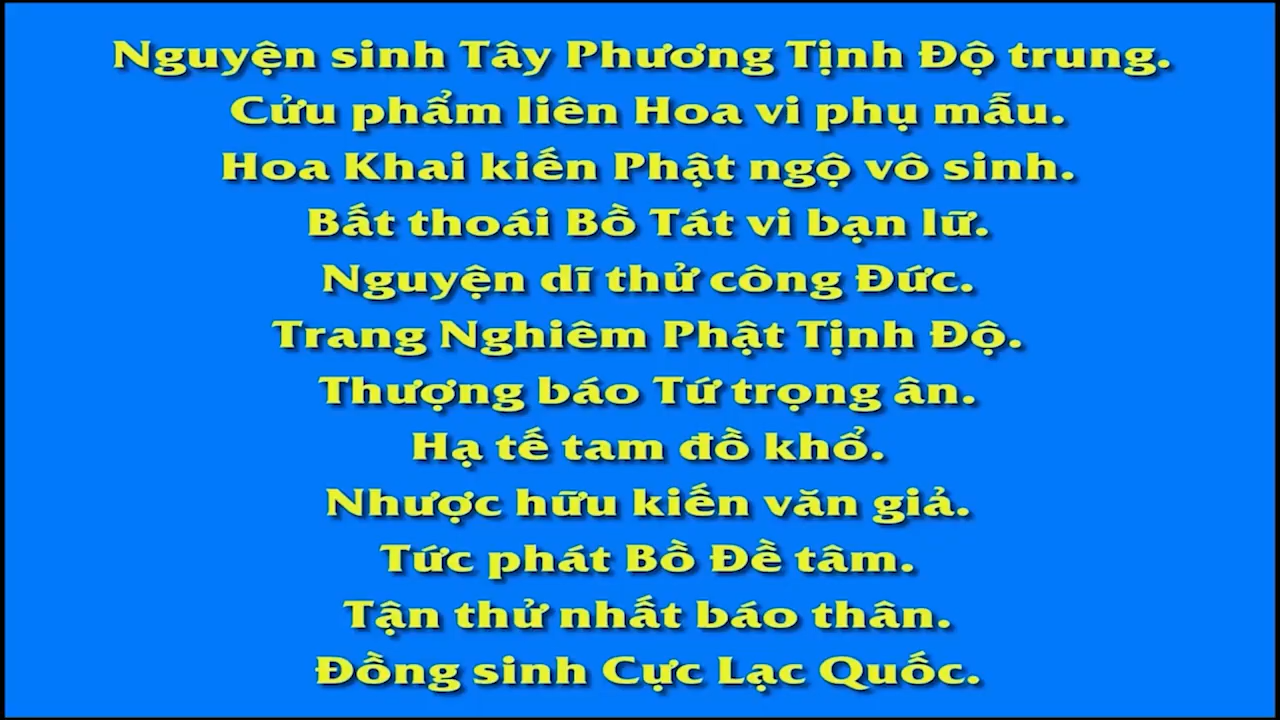 Nguyện sinh Tây Phương Tịnh Độ trung.
Cửu phẩm liên Hoa vi phụ mẫu.
Hoa Khai kiến Phật ngộ vô sinh.
Bất thoái Bồ Tát vi bạn lữ.
Nguyện dĩ thử công Đức.
Trang Nghiêm Phật Tịnh Độ.
Thượng báo Tứ trọng ân.
Hạ tế tam đồ khổ.
Nhược hữu kiến văn giả.
Tức phát Bồ Đề tâm.
Tận thử nhất báo thân.
Đồng sinh Cực Lạc Quốc.